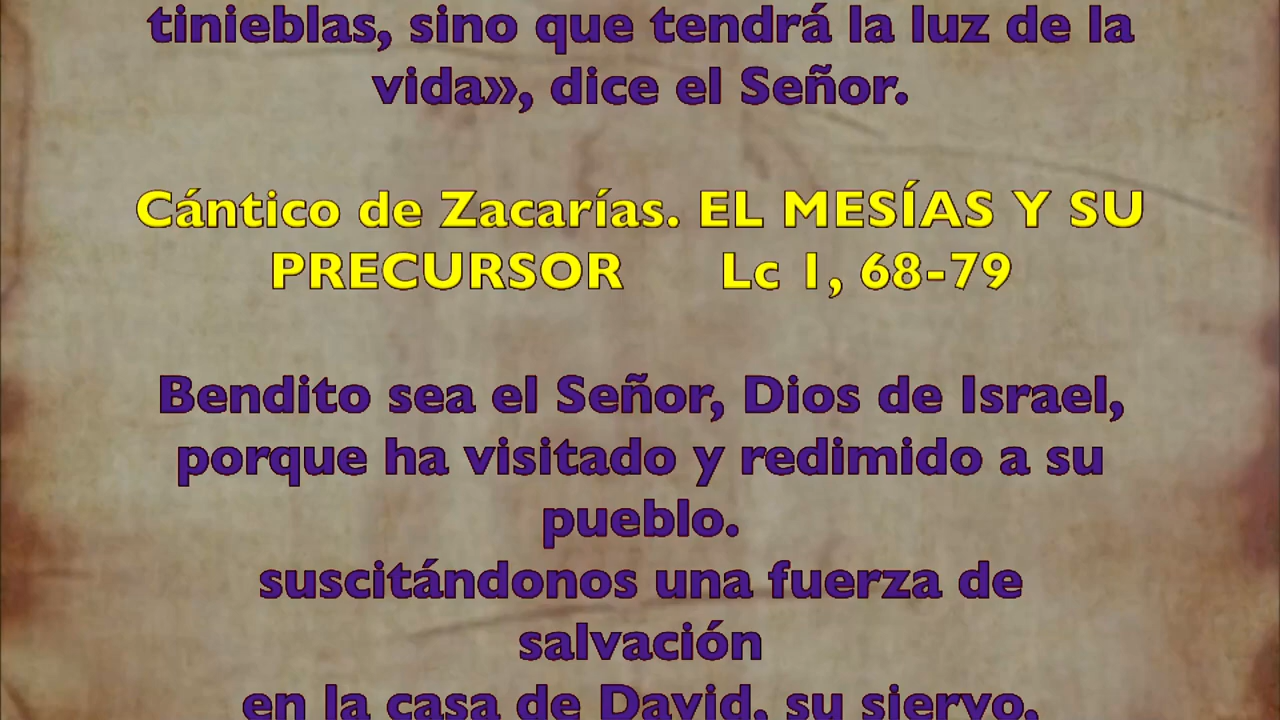 tinieblas, sino que tendrá la luz de la
vida», dice el Señor.
Cántico de Zacarías. EL MESÍAS Y SU
PRECURSOR Lc 1, 68-79
Bendito sea el Señor, Dios de Israel,
porque ha visitado y redimido a su
pueblo.
suscitándonos una fuerza de
salvación
en la casa de David, su siervo,